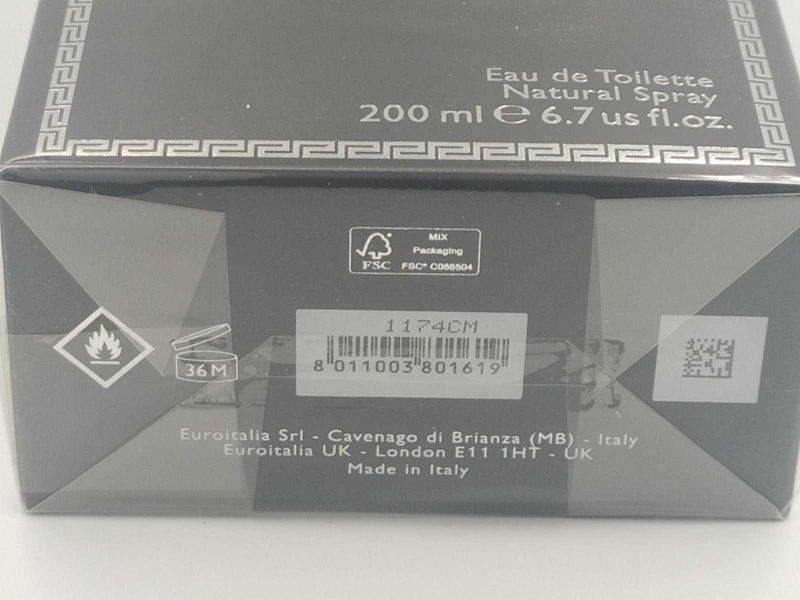 Eau de Toilette
Natural Spray
200 ml ℮ 6.7 us fl.oz.
MIX
Packaging
FSC® C066504
FSC
1174CM
8 011003 801619
36 M
Euroitalia Srl - Cavenago di Brianza (MB) - Italy
Euroitalia UK - London E11 1HT - UK
Made in Italy